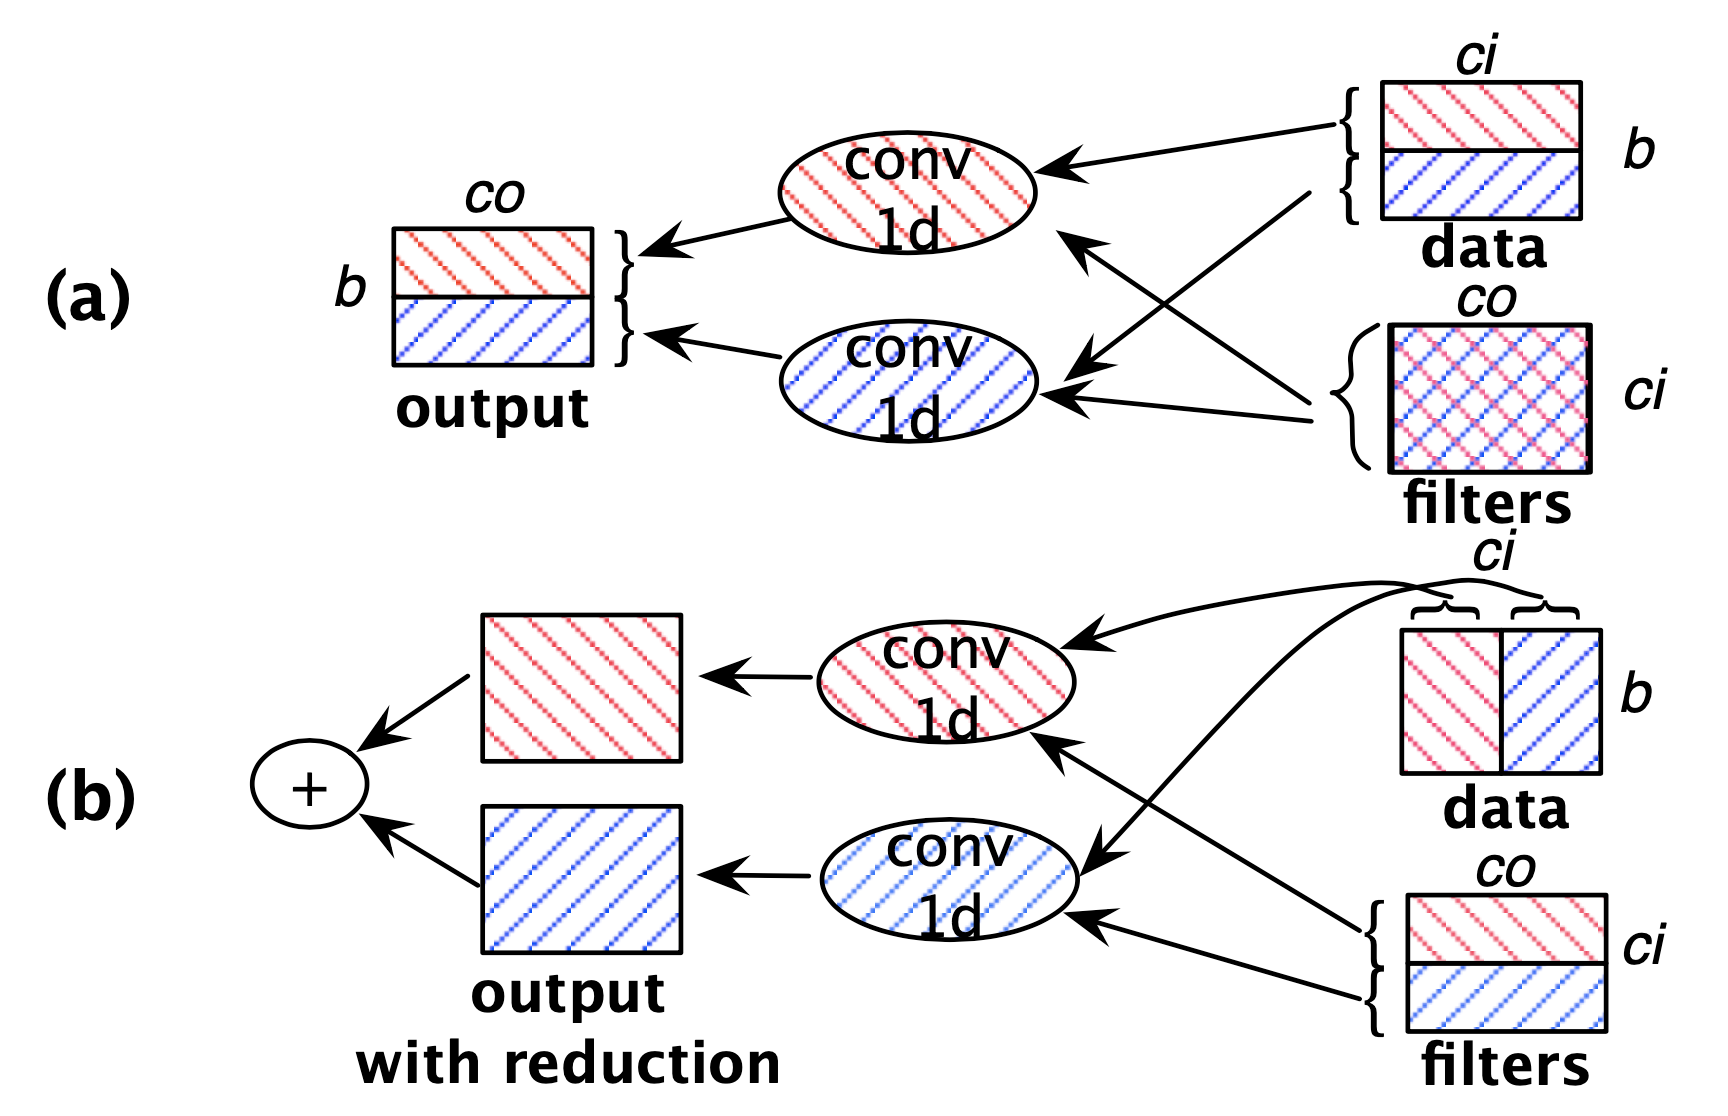 (a)
co
b
output
conv
1d
conv
1d
ci
b
data
co
ci
filters
(b)
+
output
with reduction
conv
1d
conv
1d
ci
b
data
co
ci
filters